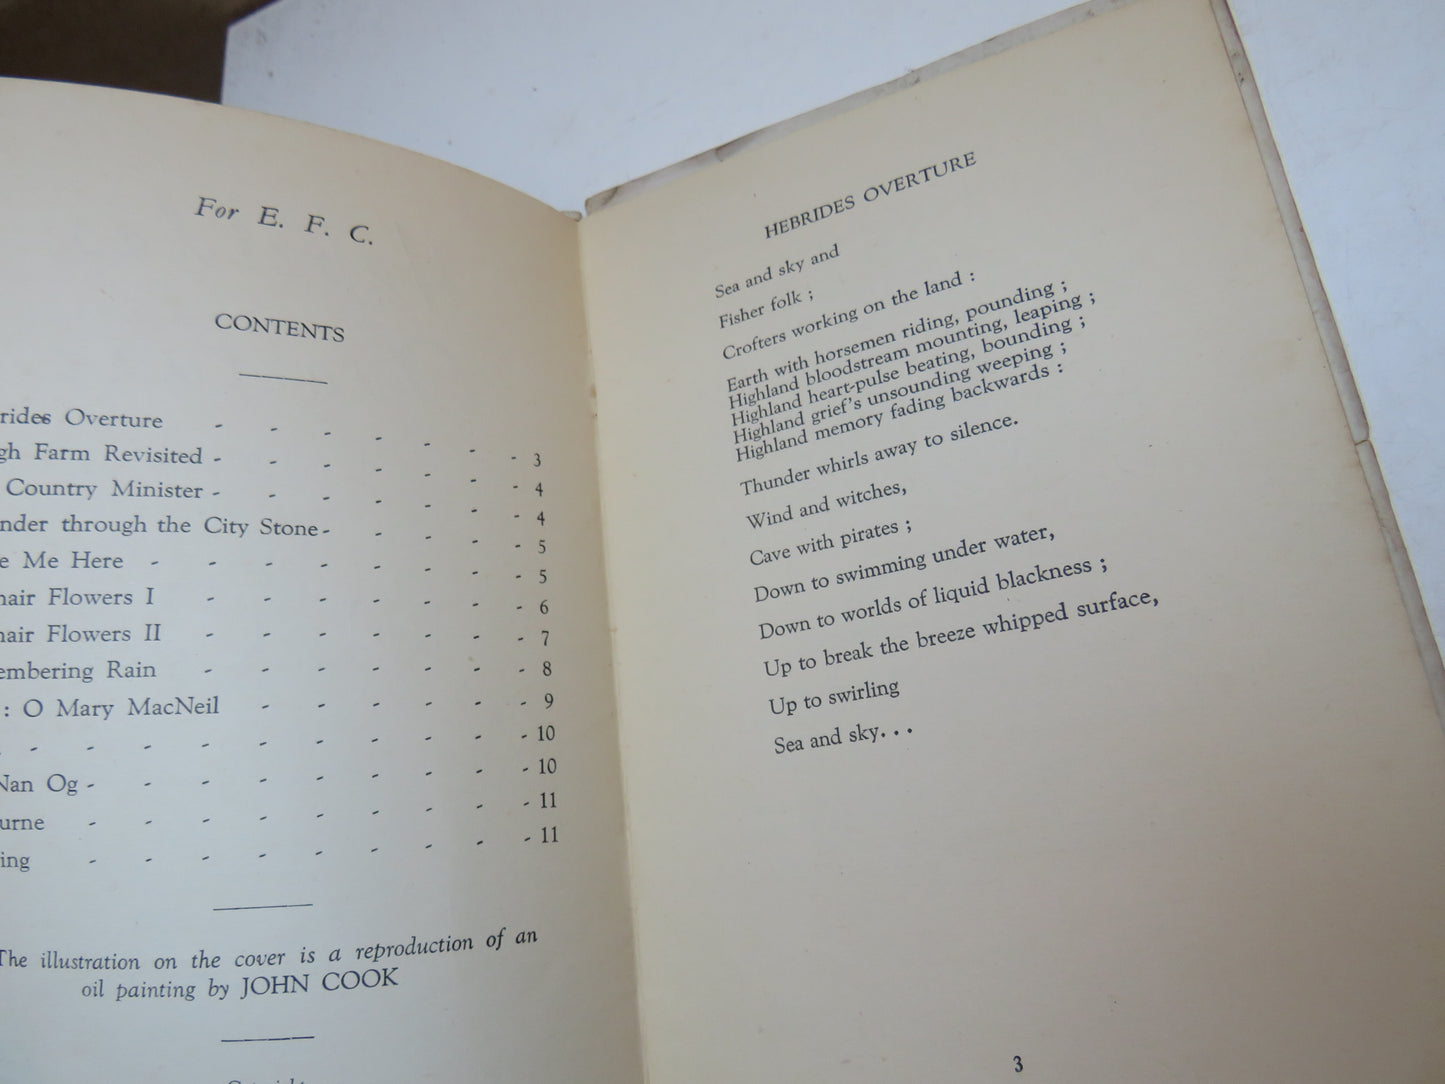 For E. F. C.
CONTENTS
rides Overture - - - - - - - 3
gh Farm Revisited - - - - - - - 4
Country Minister - - - - - - - 4
nder through the City Stone - - - - - 5
e Me Here - - - - - - - - 5
hair Flowers I - - - - - - - 6
hair Flowers II - - - - - - - 7
embering Rain - - - - - - - 8
: O Mary MacNeil - - - - - - 9
- - - - - - - - - - 10
Nan Og - - - - - - - - - 10
urne - - - - - - - - - 11
ing - - - - - - - - - 11
The illustration on the cover is a reproduction of an
oil painting by JOHN COOK
HEBRIDES OVERTURE
Sea and sky and
Fisher folk ;
Crofters working on the land :
Earth with horsemen riding, pounding ;
Highland bloodstream mounting, leaping ;
Highland heart-pulse beating, bounding ;
Highland grief's unsounding weeping ;
Highland memory fading backwards :
Thunder whirls away to silence.
Wind and witches,
Cave with pirates ;
Down to swimming under water,
Down to worlds of liquid blackness ;
Up to break the breeze whipped surface,
Up to swirling
Sea and sky. . .
3